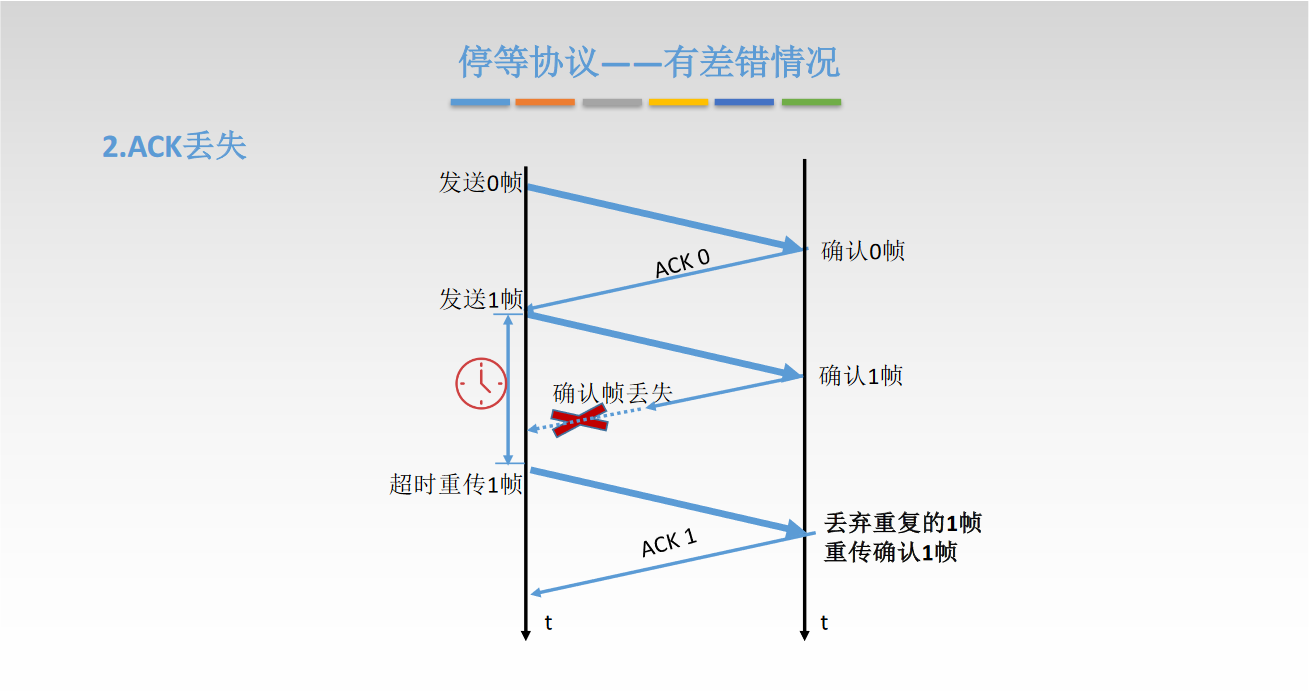 停等协议——有差错情况
2.ACK丢失
发送0帧
确认0帧
ACK 0
发送1帧
确认1帧
确认帧丢失
超时重传1帧
丢弃重复的1帧
重传确认1帧
ACK 1
t
t